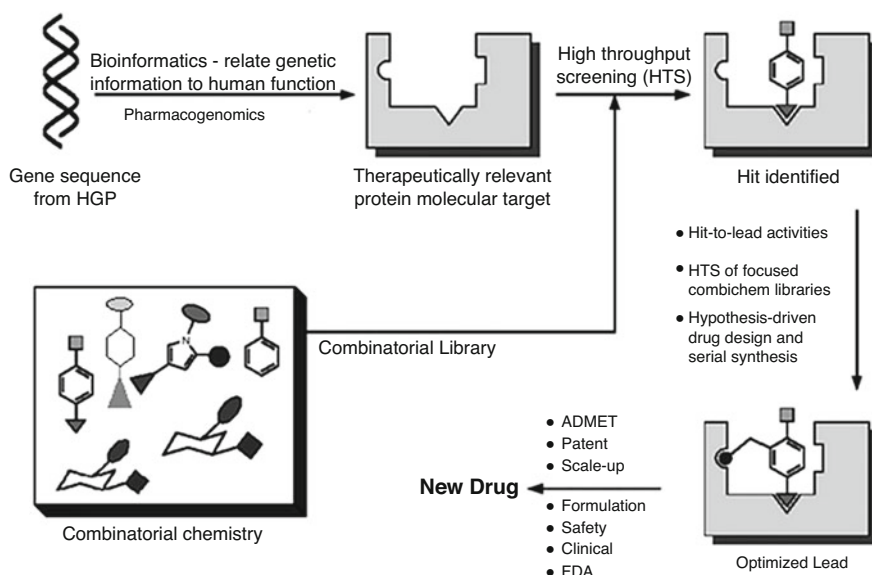 Bioinformatics - relate genetic
information to human function
Pharmacogenomics
High throughput
screening (HTS)
Gene sequence
from HGP
Therapeutically relevant
protein molecular target
Hit identified
● Hit-to-lead activities
● HTS of focused
combichem libraries
● Hypothesis-driven
drug design and
serial synthesis
N
Combinatorial Library
Combinatorial chemistry
● ADMET
● Patent
● Scale-up
New Drug
● Formulation
● Safety
● Clinical
● FDA
Optimized Lead